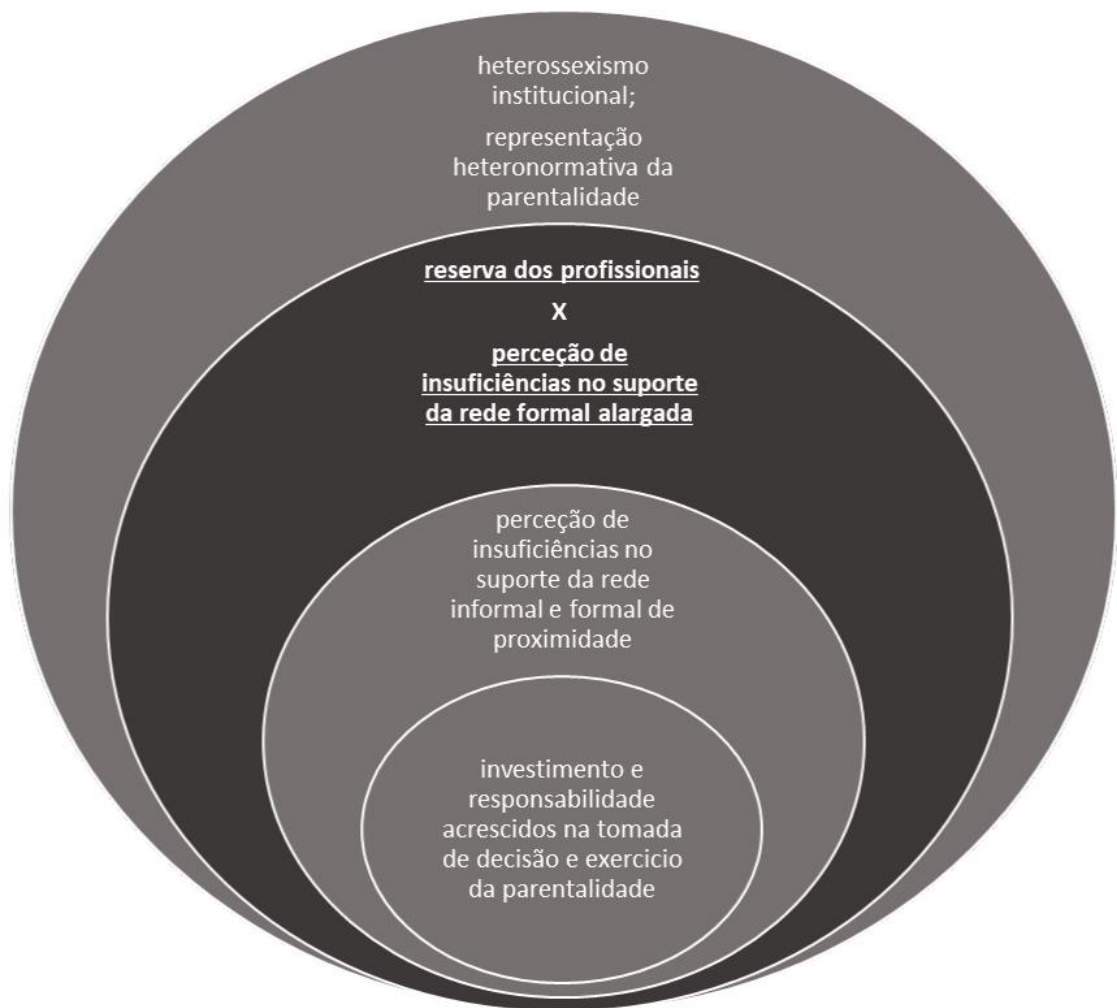 heterossexismo
institucional;
representação
heteronormativa da
parentalidade
reserva dos profissionais
X
perceção de
insuficiências no suporte
da rede formal alargada
perceção de
insuficiências no
suporte da rede
informal e formal de
proximidade
investimento e
responsabilidade
acrescidos na tomada
de decisão e exercicio
da parentalidade